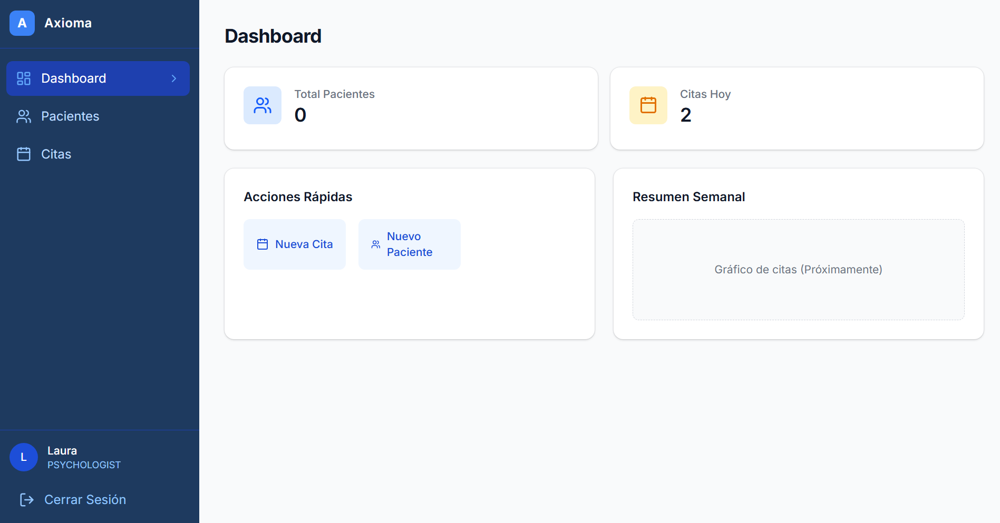 A
Axioma
Dashboard
Pacientes
Citas
Laura
L
PSYCHOLOGIST
Cerrar Sesión
Dashboard
Total Pacientes
0
Citas Hoy
2
Acciones Rápidas
Nueva Cita
Nuevo
Paciente
Resumen Semanal
Gráfico de citas (Próximamente)